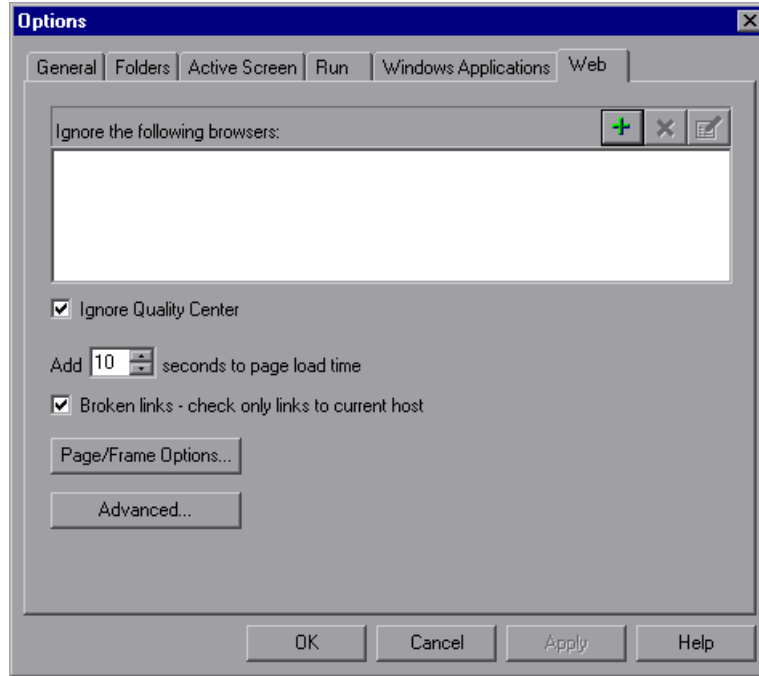 Options
General Folders Active Screen Run Windows Applications Web
Ignore the following browsers:
Ignore Quality Center
Add 10 seconds to page load time
Broken links - check only links to current host
Page/Frame Options...
Advanced...
OK Cancel Apply Help